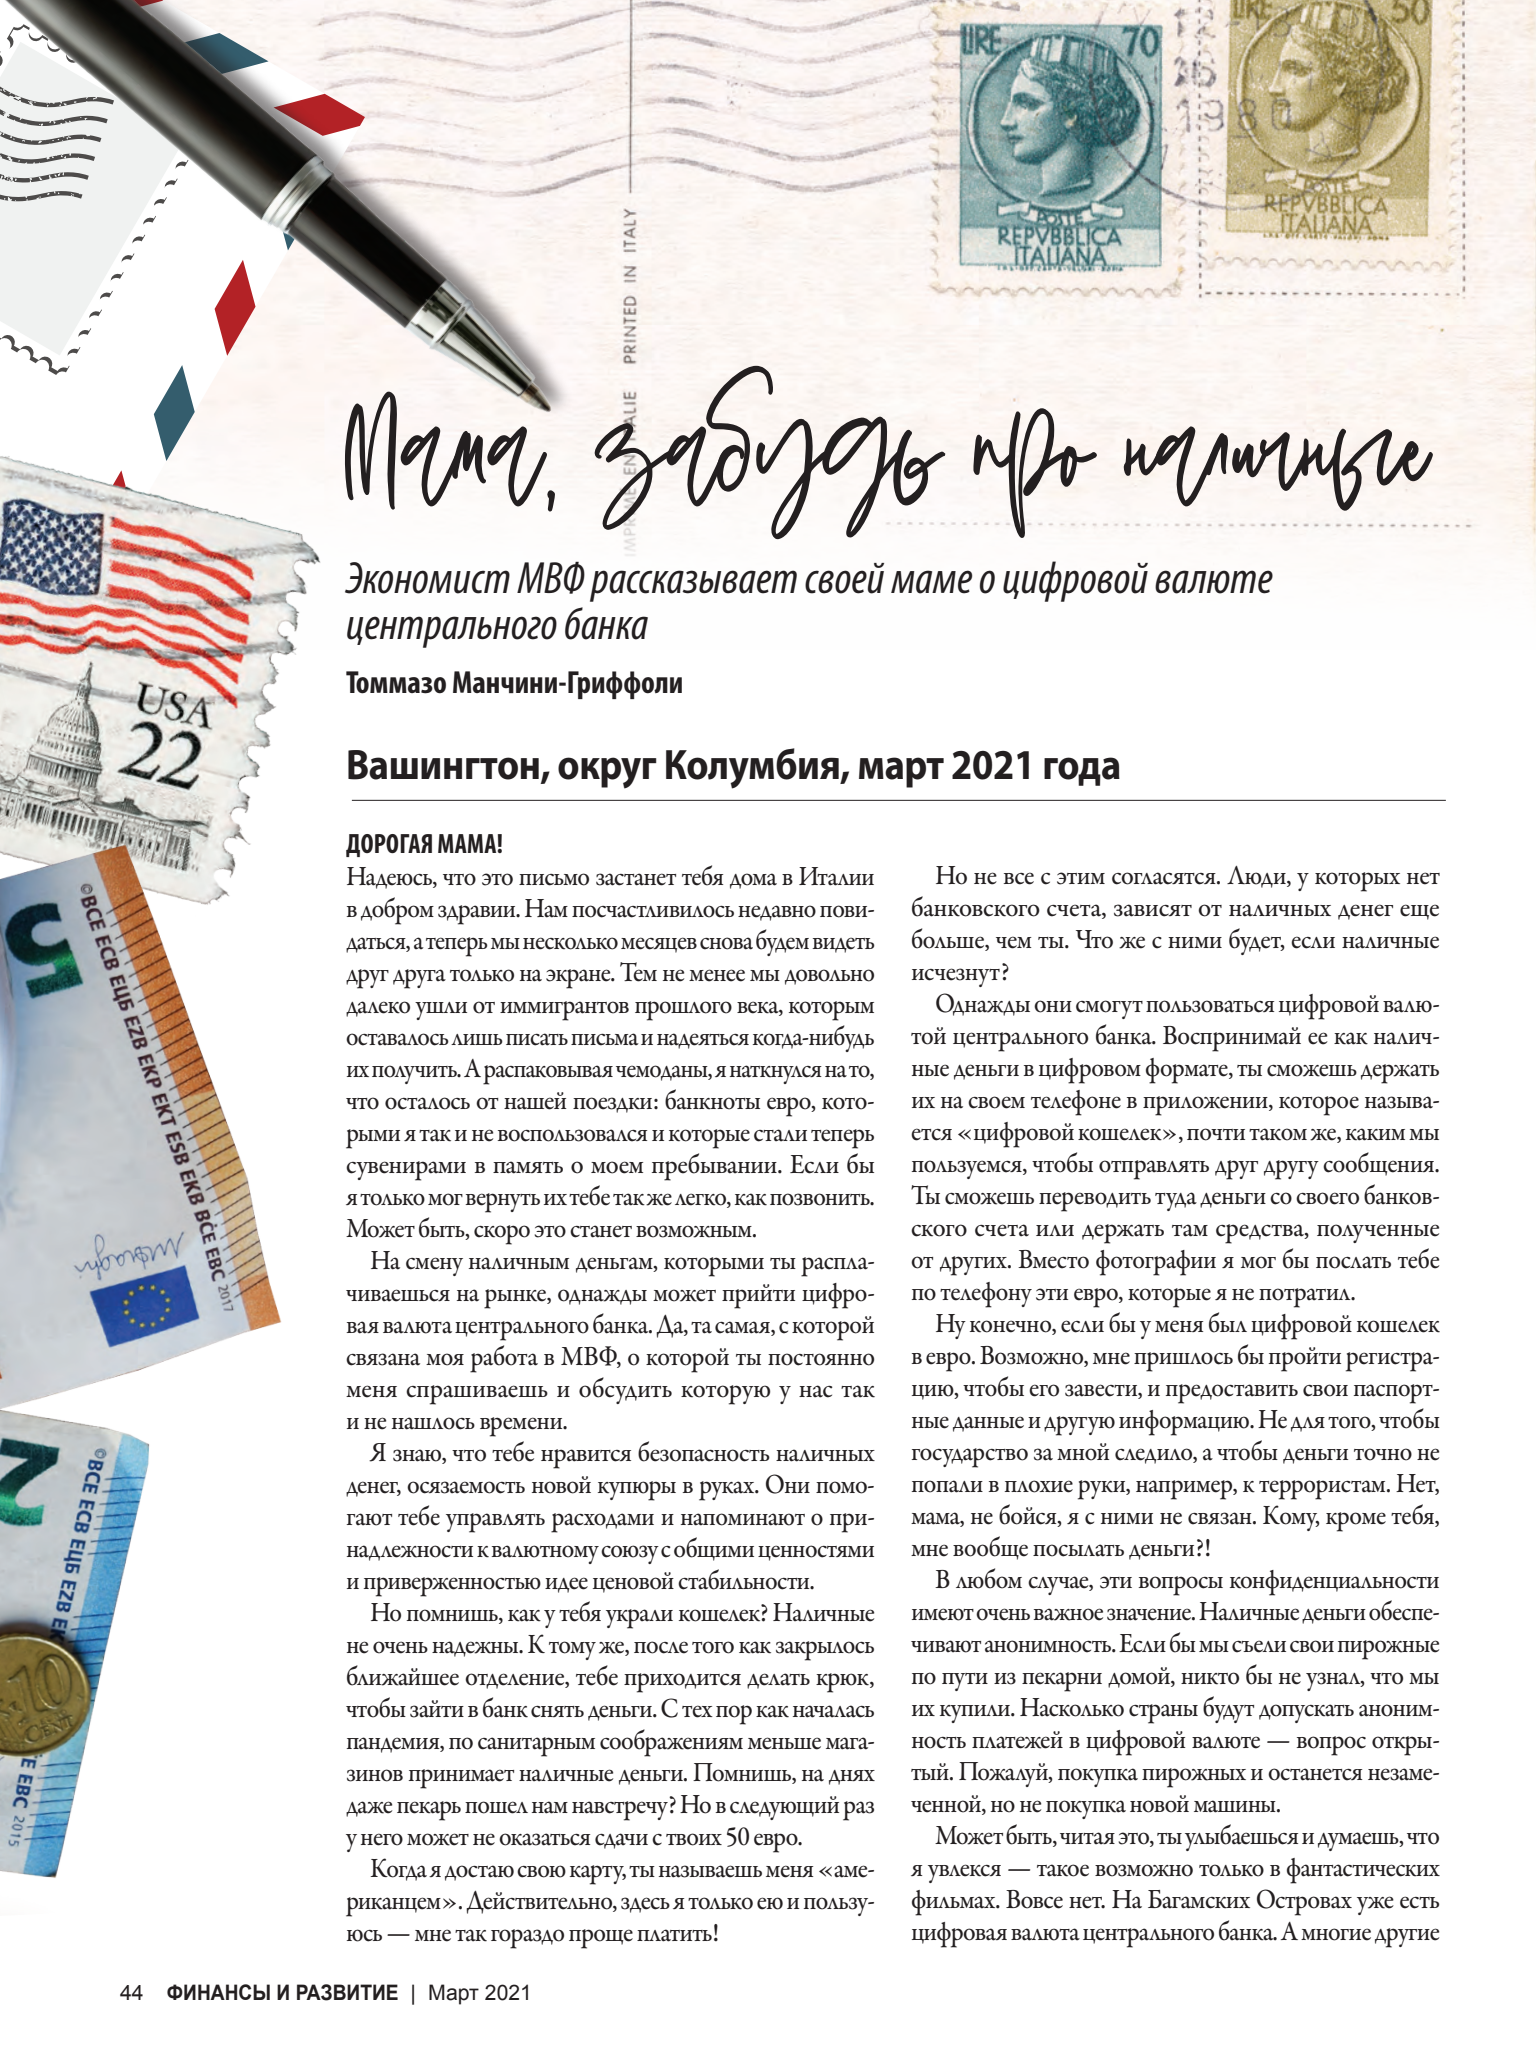 LIRE 70
POSTE
REPVBBLICA
ITALIANA
LIRE 50
POSTE
REPVBBLICA
ITALIANA
1980
PRINTED IN ITALY
Мама, забудь про наличные
Экономист МВФ рассказывает своей маме о цифровой валюте
центрального банка
Томмазо Манчини-Гриффоли
Вашингтон, округ Колумбия, март 2021 года
USA
22
5
©BCE ECB ЕЦБ EZB EKP EKT ESB EKB BĊE EBC 2017
2
©BCE ECB ЕЦБ EZB
10
CENT
EBC 2015
ДОРОГАЯ МАМА!
Надеюсь, что это письмо застанет тебя дома в Италии
в добром здравии. Нам посчастливилось недавно пови-
даться, а теперь мы несколько месяцев снова будем видеть
друг друга только на экране. Тем не менее мы довольно
далеко ушли от иммигрантов прошлого века, которым
оставалось лишь писать письма и надеяться когда-нибудь
их получить. А распаковывая чемоданы, я наткнулся на то,
что осталось от нашей поездки: банкноты евро, кото-
рыми я так и не воспользовался и которые стали теперь
сувенирами в память о моем пребывании. Если бы
я только мог вернуть их тебе так же легко, как позвонить.
Может быть, скоро это станет возможным.
На смену наличным деньгам, которыми ты распла-
чиваешься на рынке, однажды может прийти цифро-
вая валюта центрального банка. Да, та самая, с которой
связана моя работа в МВФ, о которой ты постоянно
меня спрашиваешь и обсудить которую у нас так
и не нашлось времени.
Я знаю, что тебе нравится безопасность наличных
денег, осязаемость новой купюры в руках. Они помо-
гают тебе управлять расходами и напоминают о при-
надлежности к валютному союзу с общими ценностями
и приверженностью идее ценовой стабильности.
Но помнишь, как у тебя украли кошелек? Наличные
не очень надежны. К тому же, после того как закрылось
ближайшее отделение, тебе приходится делать крюк,
чтобы зайти в банк снять деньги. С тех пор как началась
пандемия, по санитарным соображениям меньше мага-
зинов принимает наличные деньги. Помнишь, на днях
даже пекарь пошел нам навстречу? Но в следующий раз
у него может не оказаться сдачи с твоих 50 евро.
Когда я достаю свою карту, ты называешь меня «аме-
риканцем». Действительно, здесь я только ею и пользу-
юсь — мне так гораздо проще платить!
Но не все с этим согласятся. Люди, у которых нет
банковского счета, зависят от наличных денег еще
больше, чем ты. Что же с ними будет, если наличные
исчезнут?
Однажды они смогут пользоваться цифровой валю-
той центрального банка. Воспринимай ее как налич-
ные деньги в цифровом формате, ты сможешь держать
их на своем телефоне в приложении, которое называ-
ется «цифровой кошелек», почти таком же, каким мы
пользуемся, чтобы отправлять друг другу сообщения.
Ты сможешь переводить туда деньги со своего банков-
ского счета или держать там средства, полученные
от других. Вместо фотографии я мог бы послать тебе
по телефону эти евро, которые я не потратил.
Ну конечно, если бы у меня был цифровой кошелек
в евро. Возможно, мне пришлось бы пройти регистра-
цию, чтобы его завести, и предоставить свои паспорт-
ные данные и другую информацию. Не для того, чтобы
государство за мной следило, а чтобы деньги точно не
попали в плохие руки, например, к террористам. Нет,
мама, не бойся, я с ними не связан. Кому, кроме тебя,
мне вообще посылать деньги?!
В любом случае, эти вопросы конфиденциальности
имеют очень важное значение. Наличные деньги обеспе-
чивают анонимность. Если бы мы съели свои пирожные
по пути из пекарни домой, никто бы не узнал, что мы
их купили. Насколько страны будут допускать аноним-
ность платежей в цифровой валюте — вопрос откры-
тый. Пожалуй, покупка пирожных и останется незаме-
ченной, но не покупка новой машины.
Может быть, читая это, ты улыбаешься и думаешь, что
я увлекся — такое возможно только в фантастических
фильмах. Вовсе нет. На Багамских Островах уже есть
цифровая валюта центрального банка. А многие другие
44 ФИНАНСЫ И РАЗВИТИЕ | Март 2021